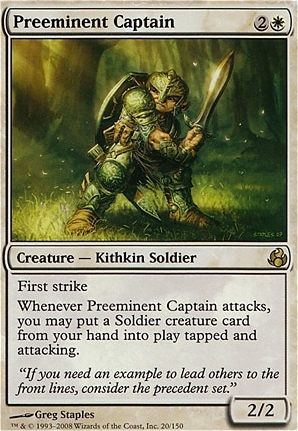 Preeminent Captain 2
STAPLES 07
Creature — Kithkin Soldier
First strike
Whenever Preeminent Captain attacks,
you may put a Soldier creature card
from your hand into play tapped and
attacking.
"If you need an example to lead others to the
front lines, consider the precedent set."
Greg Staples
™ & © 1993–2008 Wizards of the Coast, Inc. 20/150
2/2